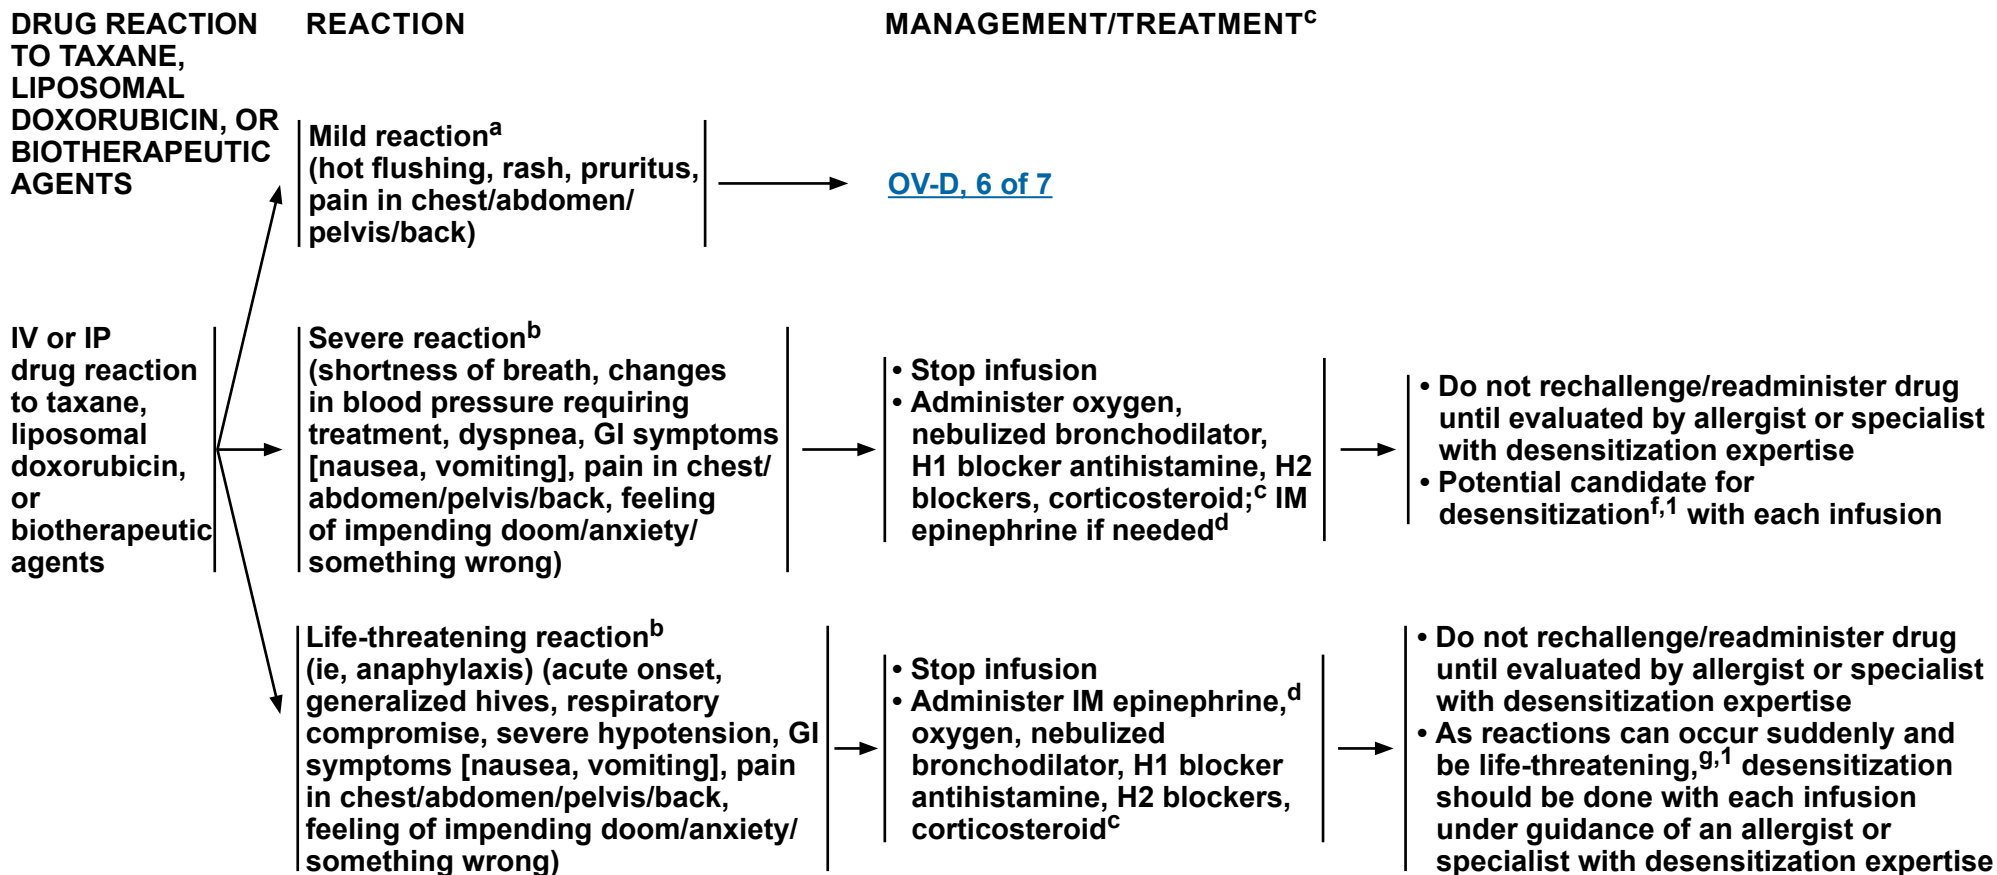 DRUG REACTION
TO TAXANE,
LIPOSOMAL
DOXORUBICIN, OR
BIOTHERAPEUTIC
AGENTS
REACTION
MANAGEMENT/TREATMENTᶜ
Mild reactionᵃ
(hot flushing, rash, pruritus,
pain in chest/abdomen/
pelvis/back)
OV-D, 6 of 7
IV or IP
drug reaction
to taxane,
liposomal
doxorubicin,
or
biotherapeutic
agents
Severe reactionᵇ
(shortness of breath, changes
in blood pressure requiring
treatment, dyspnea, GI symptoms
[nausea, vomiting], pain in chest/
abdomen/pelvis/back, feeling
of impending doom/anxiety/
something wrong)
• Stop infusion
• Administer oxygen,
nebulized bronchodilator,
H1 blocker antihistamine, H2
blockers, corticosteroid;ᶜ IM
epinephrine if neededᵈ
• Do not rechallenge/readminister drug
until evaluated by allergist or specialist
with desensitization expertise
• Potential candidate for
desensitizationᶠ,¹ with each infusion
Life-threatening reactionᵇ
(ie, anaphylaxis) (acute onset,
generalized hives, respiratory
compromise, severe hypotension, GI
symptoms [nausea, vomiting], pain
in chest/abdomen/pelvis/back,
feeling of impending doom/anxiety/
something wrong)
• Stop infusion
• Administer IM epinephrine,ᵈ
oxygen, nebulized
bronchodilator, H1 blocker
antihistamine, H2 blockers,
corticosteroidᶜ
• Do not rechallenge/readminister drug
until evaluated by allergist or specialist
with desensitization expertise
• As reactions can occur suddenly and
be life-threatening,ᵍ,¹ desensitization
should be done with each infusion
under guidance of an allergist or
specialist with desensitization expertise